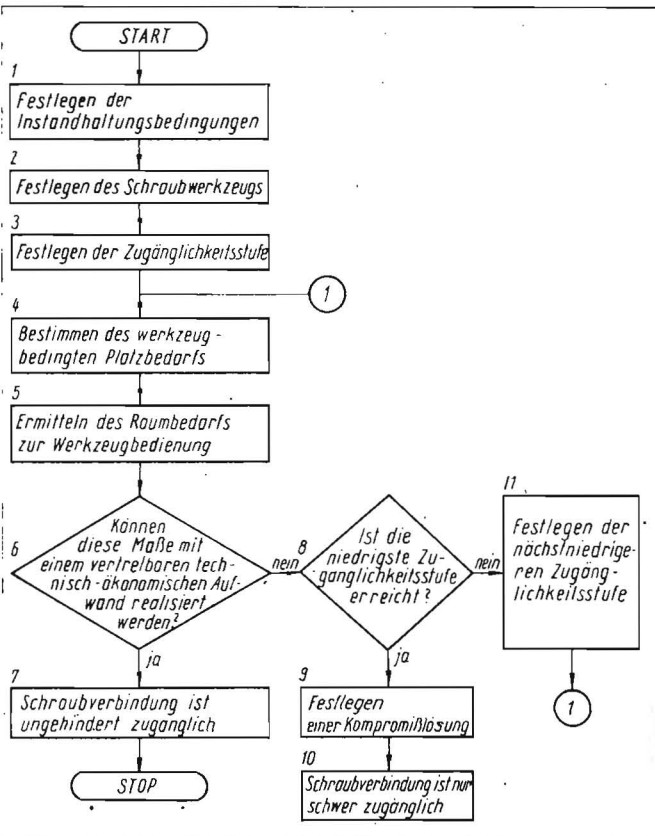 START
1
Festlegen der
Instandhaltungsbedingungen
2
Festlegen des Schraubwerkzeugs
3
Festlegen der Zugänglichkeitsstufe
1
4
Bestimmen des werkzeug-
bedingten Platzbedarfs
5
Ermitteln des Raumbedarfs
zur Werkzeugbedienung
6
Können
diese Maße mit
einem vertretbaren tech-
nisch-ökonomischen Auf-
wand realisiert
werden?
nein
ja
7
Schraubverbindung ist
ungehindert zugänglich
STOP
8
Ist die
niedrigste Zu-
gänglichkeitsstufe
erreicht?
nein
ja
9
Festlegen
einer Kompromißlösung
10
Schraubverbindung ist nur
schwer zugänglich
11
Festlegen der
nächstniedrige-
ren Zugäng-
lichkeitsstufe
1